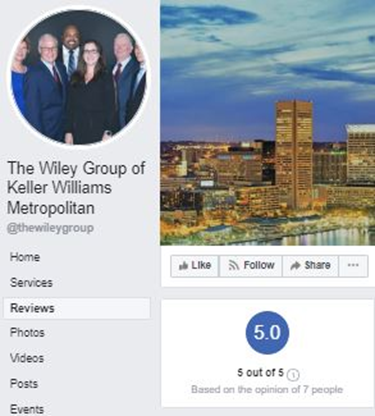 The Wiley Group of
Keller Williams
Metropolitan
@thewileygroup
Home
Services
Reviews
Photos
Videos
Posts
Events
Like Follow Share ...
5.0
5 out of 5 i
Based on the opinion of 7 people